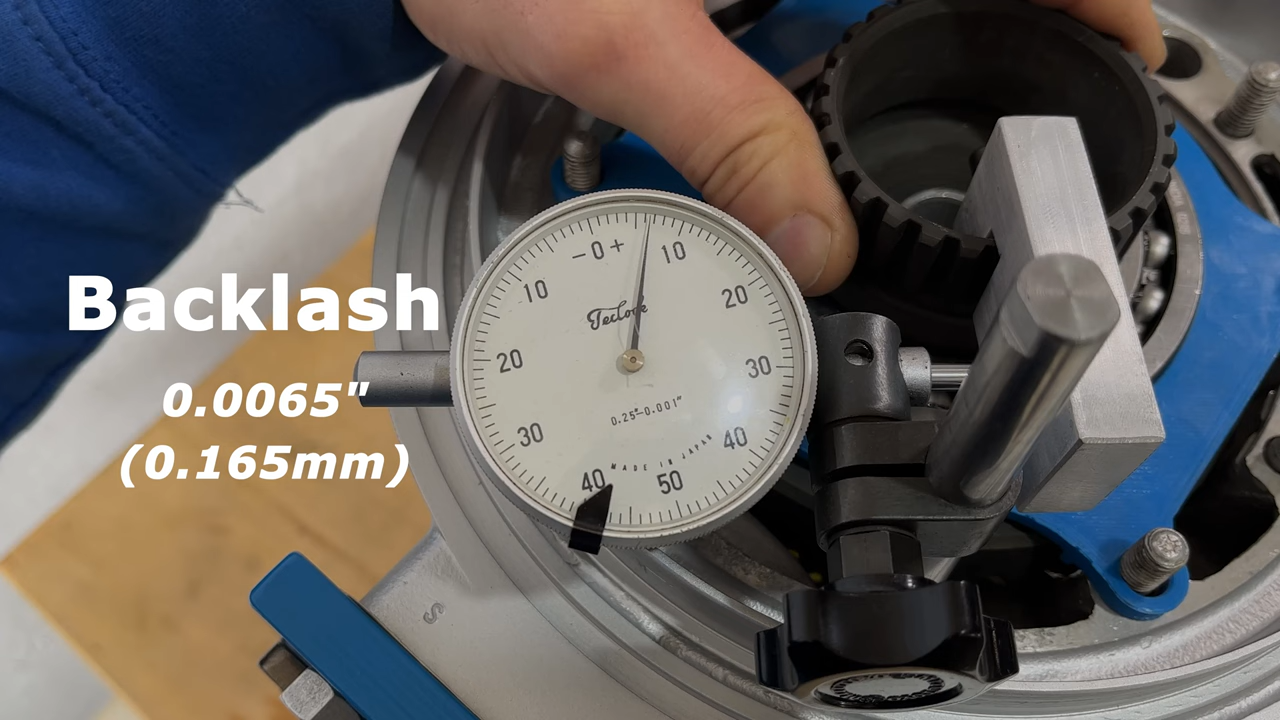 Backlash
0.0065"
(0.165mm)
−0+
10
20
30
40
50
40
30
20
10
Teclock
0.25"-0.001"
MADE IN JAPAN
S